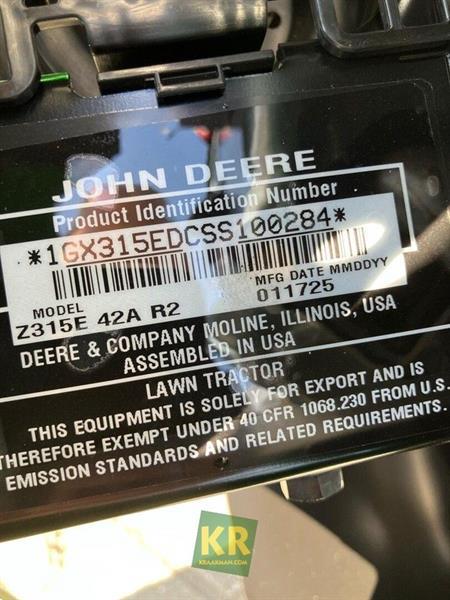 JOHN DEERE
Product Identification Number
*1GX315EDCSS100284*
MODEL
Z315E 42A R2
MFG DATE MMDDYY
011725
DEERE & COMPANY MOLINE, ILLINOIS, USA
ASSEMBLED IN USA
LAWN TRACTOR
THIS EQUIPMENT IS SOLELY FOR EXPORT AND IS
THEREFORE EXEMPT UNDER 40 CFR 1068.230 FROM U.S.
EMISSION STANDARDS AND RELATED REQUIREMENTS.
KR
KRAAKMAN.COM